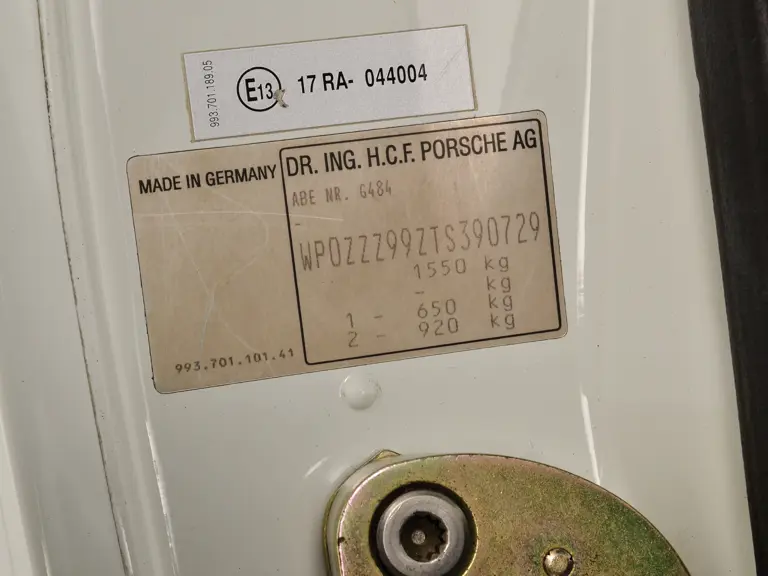 993.701.189.05
E13 17 RA- 044004
MADE IN GERMANY
DR. ING. H.C.F. PORSCHE AG
ABE NR. G484
-
WP0ZZZ99ZTS390729
1550 kg
- kg
1 - 650 kg
2 - 920 kg
993.701.101.41